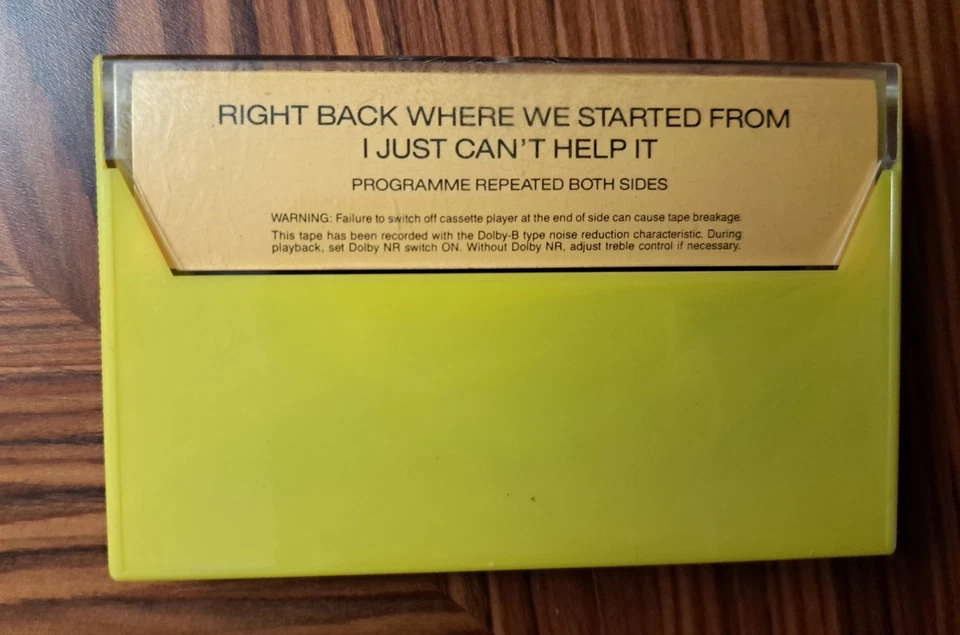 RIGHT BACK WHERE WE STARTED FROM
I JUST CAN'T HELP IT
PROGRAMME REPEATED BOTH SIDES
WARNING: Failure to switch off cassette player at the end of side can cause tape breakage.
This tape has been recorded with the Dolby-B type noise reduction characteristic. During
playback, set Dolby NR switch ON. Without Dolby NR, adjust treble control if necessary.